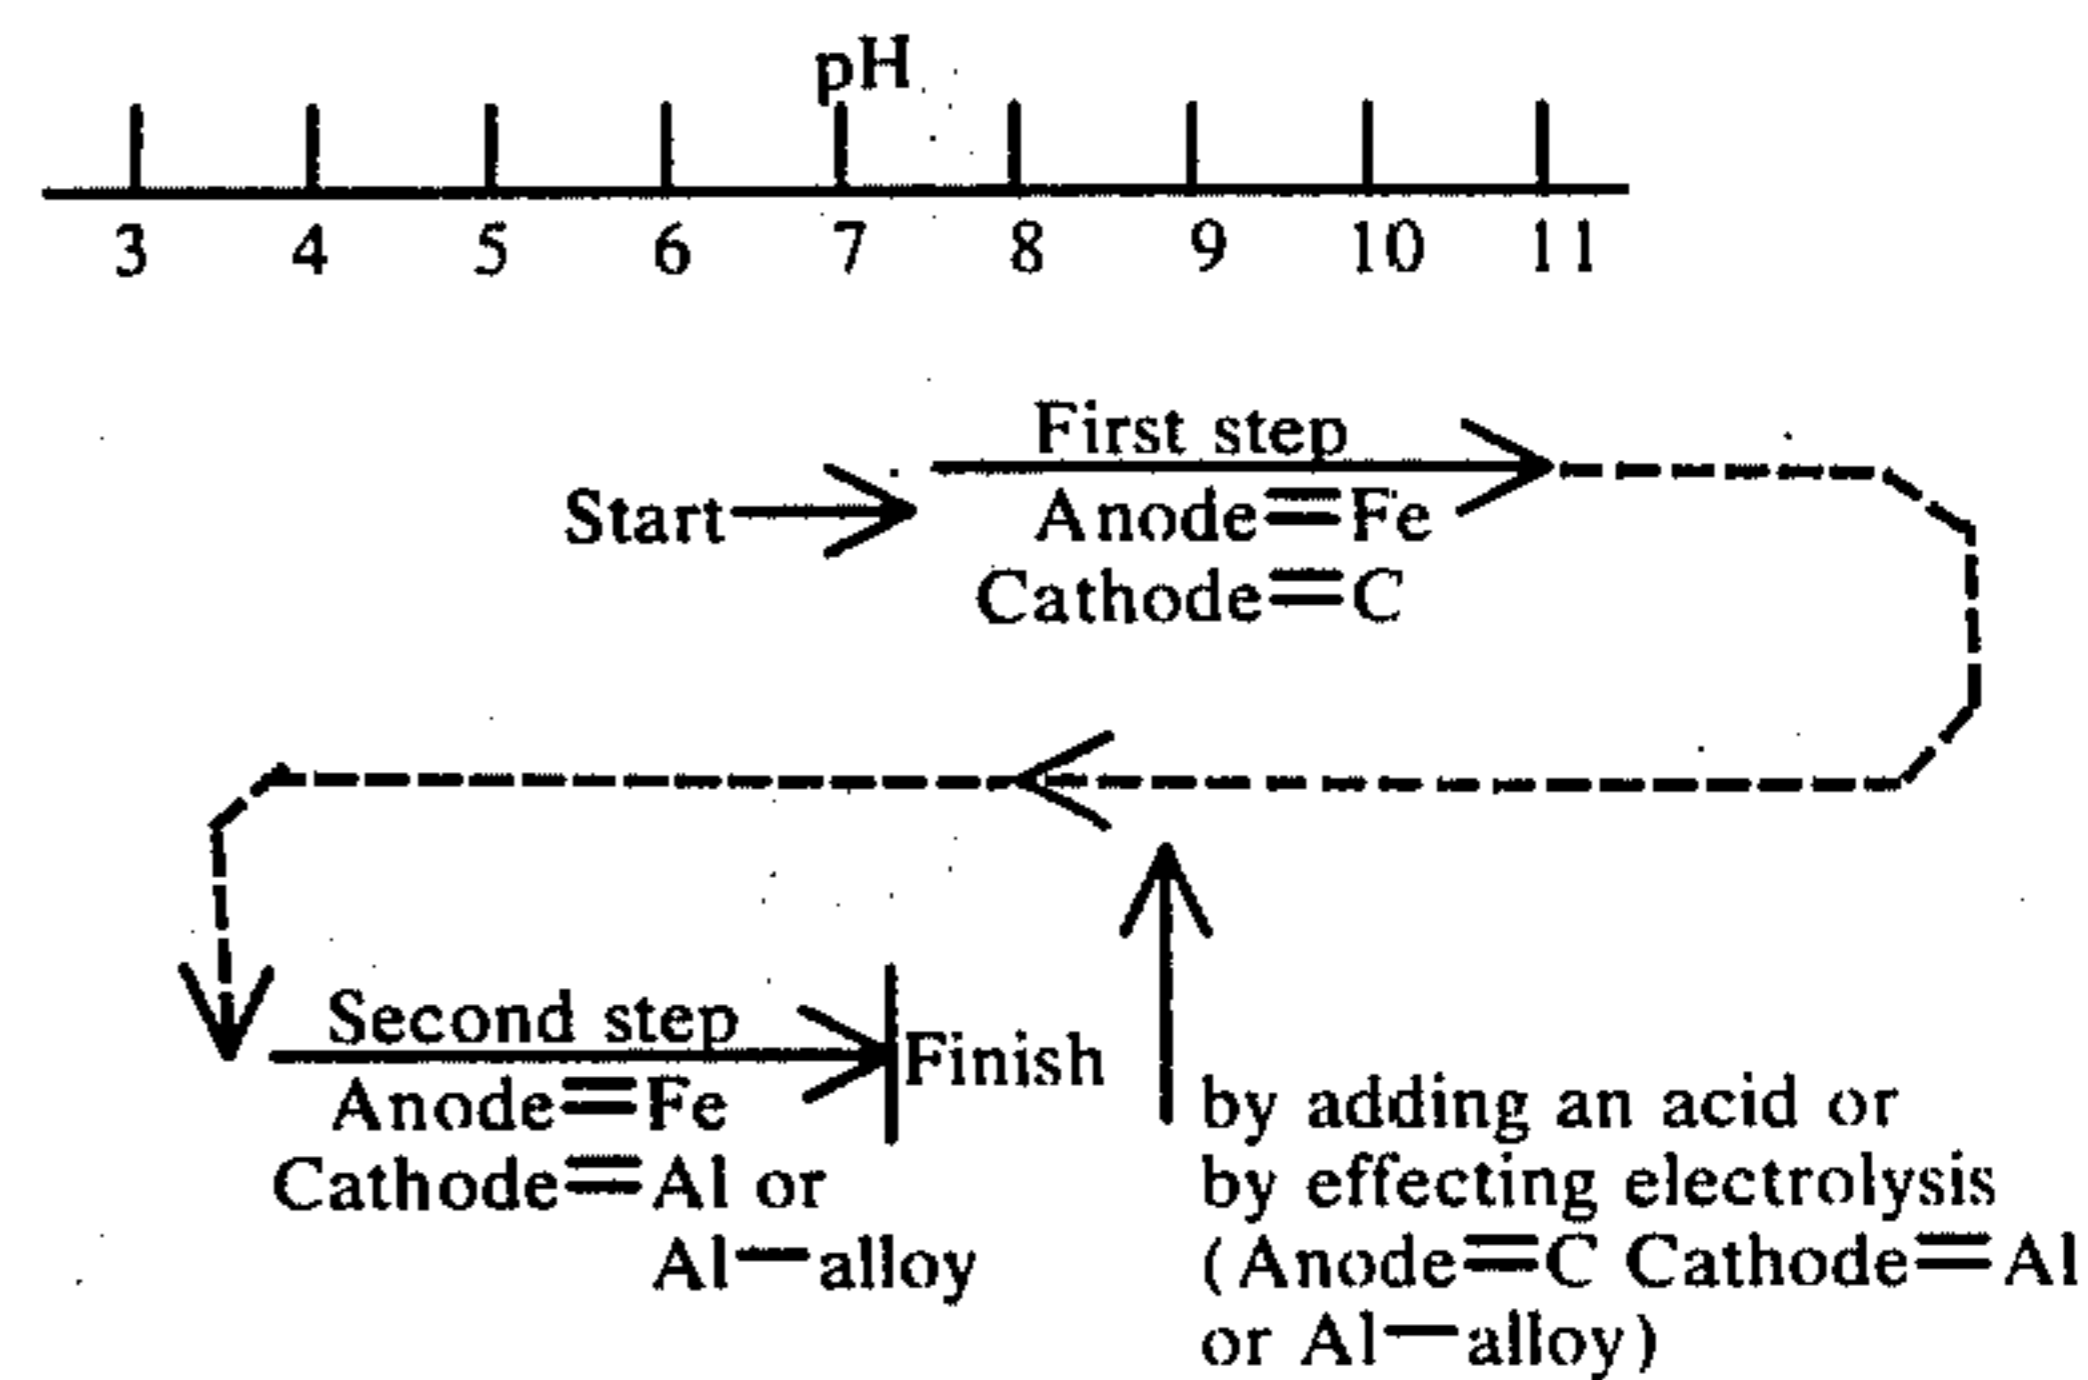 pH
3 4 5 6 7 8 9 10 11
First step
Start
Anode=Fe
Cathode=C
Second step
Finish
Anode=Fe
Cathode=Al or
Al-alloy
by adding an acid or
by effecting electrolysis
(Anode=C Cathode=Al
or Al-alloy)